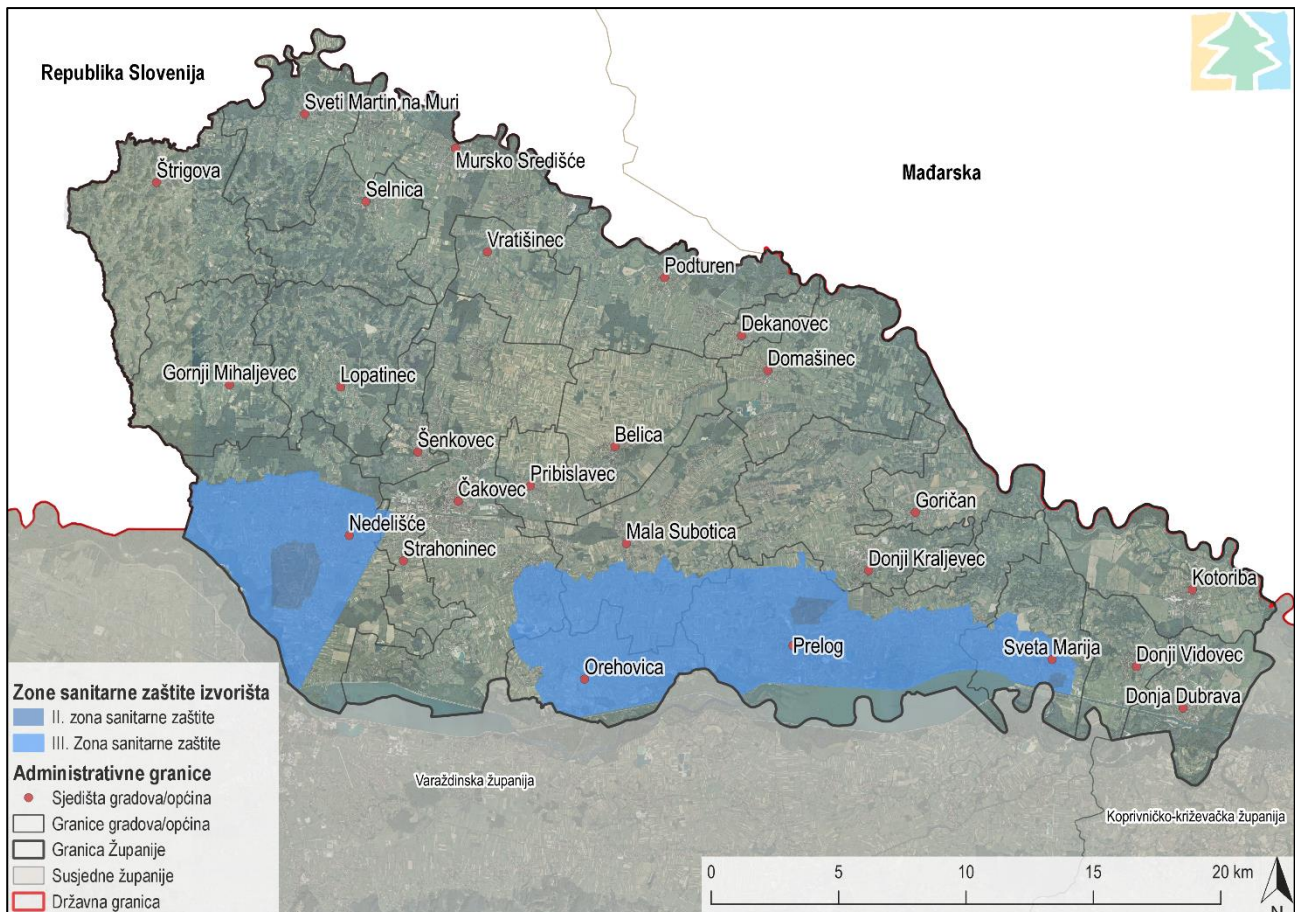 Republika Slovenija
Sveti Martin na Muri
Mursko Središće
Mađarska
Štrigova
Selnica
Vratišinec
Podturen
Dekanovec
Domašinec
Gornji Mihaljevec
Lopatinec
Šenkovec
Belica
Pribislavec
Čakovec
Goričan
Nedelišće
Mala Subotica
Strahoninec
Donji Kraljevec
Kotoriba
Prelog
Sveta Marija
Donji Vidovec
Orehovica
Donja Dubrava
Varaždinska županija
Koprivničko-križevačka županija
Zone sanitarne zaštite izvorišta
II. zona sanitarne zaštite
III. Zona sanitarne zaštite
Administrativne granice
Sjedišta gradova/općina
Granice gradova/općina
Granica Županije
Susjedne županije
Državna granica
0 5 10 15 20 km
N